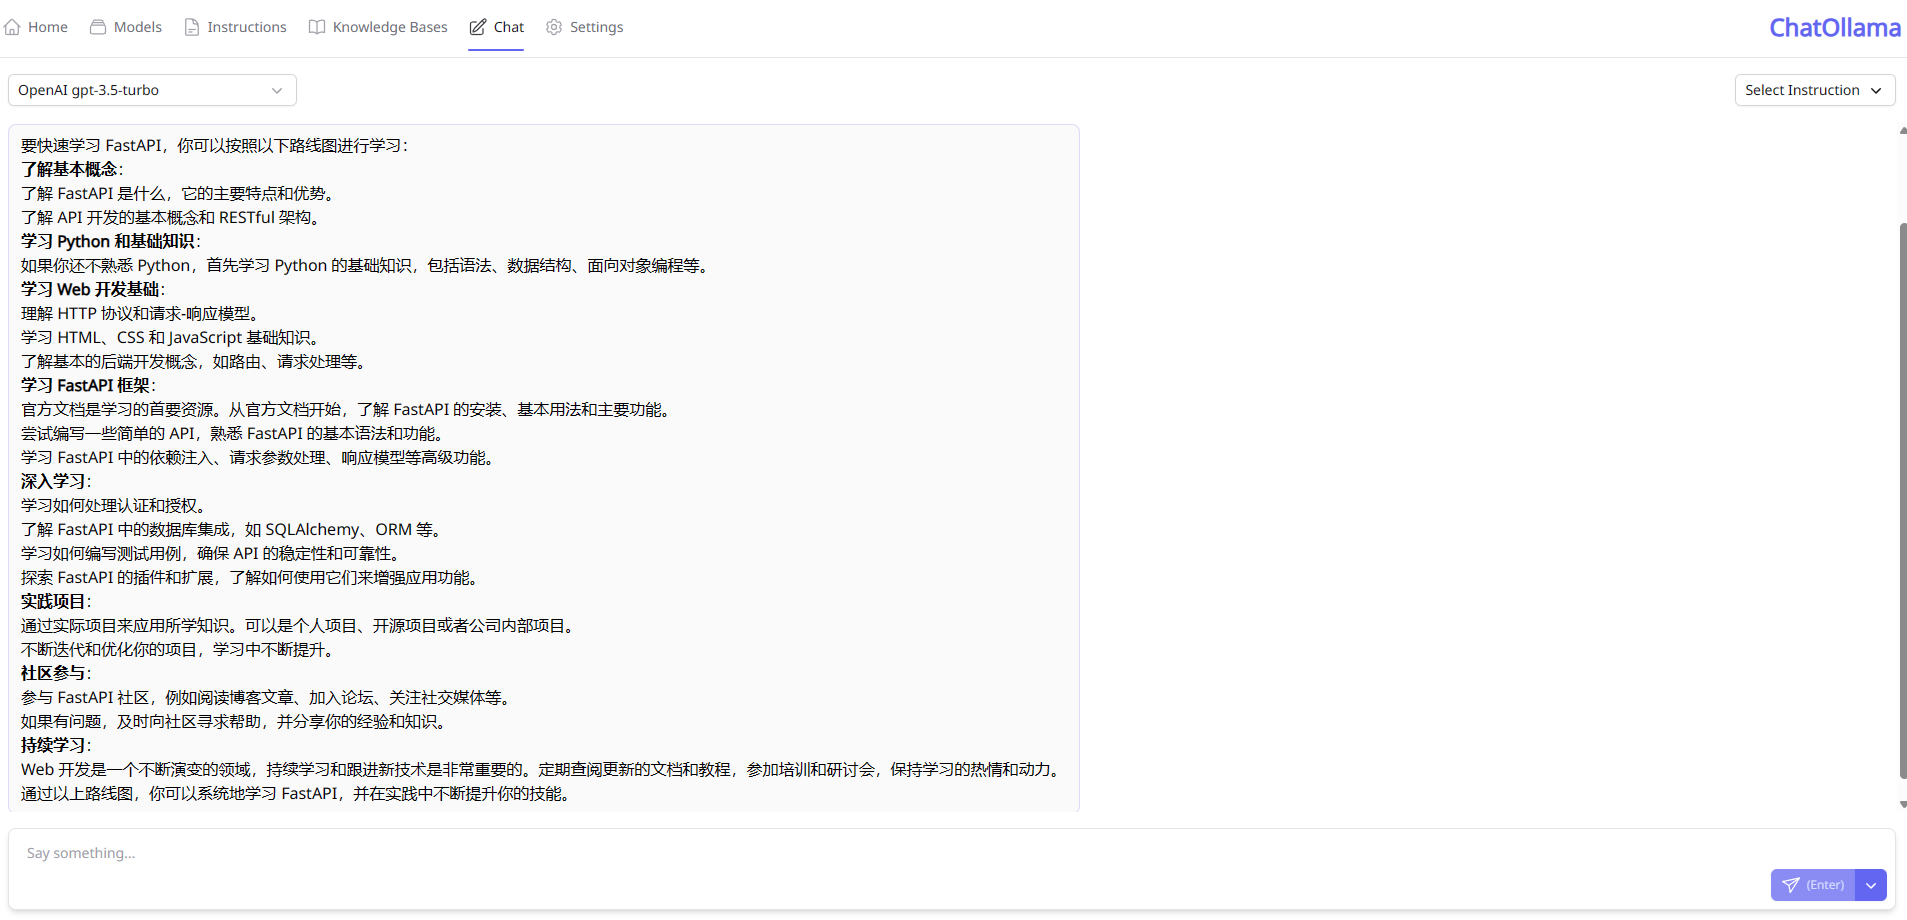 Home
Models
Instructions
Knowledge Bases
Chat
Settings
ChatOllama
OpenAI gpt-3.5-turbo
Select Instruction
要快速学习 FastAPI，你可以按照以下路线图进行学习：
了解基本概念：
了解 FastAPI 是什么，它的主要特点和优势。
了解 API 开发的基本概念和 RESTful 架构。
学习 Python 和基础知识：
如果你还不熟悉 Python，首先学习 Python 的基础知识，包括语法、数据结构、面向对象编程等。
学习 Web 开发基础：
理解 HTTP 协议和请求-响应模型。
学习 HTML、CSS 和 JavaScript 基础知识。
了解基本的后端开发概念，如路由、请求处理等。
学习 FastAPI 框架：
官方文档是学习的首要资源。从官方文档开始，了解 FastAPI 的安装、基本用法和主要功能。
尝试编写一些简单的 API，熟悉 FastAPI 的基本语法和功能。
学习 FastAPI 中的依赖注入、请求参数处理、响应模型等高级功能。
深入学习：
学习如何处理认证和授权。
了解 FastAPI 中的数据库集成，如 SQLAlchemy、ORM 等。
学习如何编写测试用例，确保 API 的稳定性和可靠性。
探索 FastAPI 的插件和扩展，了解如何使用它们来增强应用功能。
实践项目：
通过实际项目来应用所学知识。可以是个人项目、开源项目或者公司内部项目。
不断迭代和优化你的项目，学习中不断提升。
社区参与：
参与 FastAPI 社区，例如阅读博客文章、加入论坛、关注社交媒体等。
如果有问题，及时向社区寻求帮助，并分享你的经验和知识。
持续学习：
Web 开发是一个不断演变的领域，持续学习和跟进新技术是非常重要的。定期查阅更新的文档和教程，参加培训和研讨会，保持学习的热情和动力。
通过以上路线图，你可以系统地学习 FastAPI，并在实践中不断提升你的技能。
Say something...
(Enter)